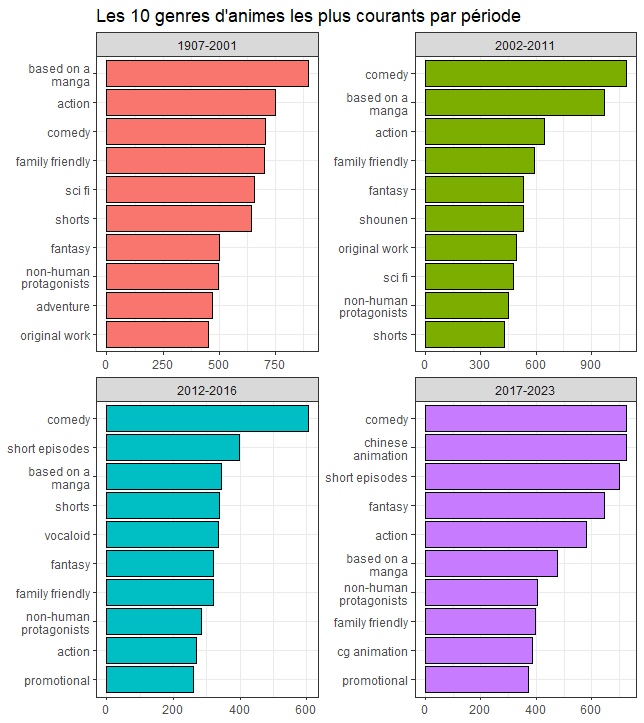 Les 10 genres d'animes les plus courants par période
1907-2001
based on a
manga
action
comedy
family friendly
sci fi
shorts
fantasy
non-human
protagonists
adventure
original work
0 250 500 750
2002-2011
comedy
based on a
manga
action
family friendly
fantasy
shounen
original work
sci fi
non-human
protagonists
shorts
0 300 600 900
2012-2016
comedy
short episodes
based on a
manga
shorts
vocaloid
fantasy
family friendly
non-human
protagonists
action
promotional
0 200 400 600
2017-2023
comedy
chinese
animation
short episodes
fantasy
action
based on a
manga
non-human
protagonists
family friendly
cg animation
promotional
0 200 400 600